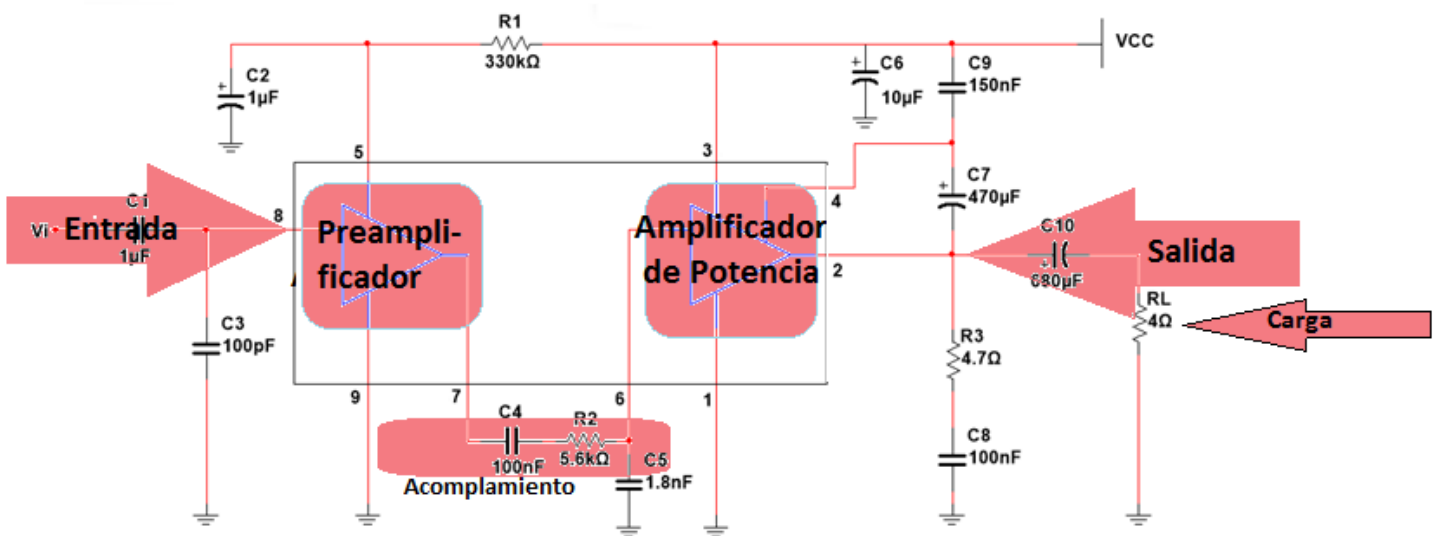 R1
330kΩ
VCC
C2
1µF
C6
10µF
C9
150nF
5
3
C7
470µF
4
Ci
Vi
Entrada
1µF
8
Preampli-
ficador
Amplificador
de Potencia
2
C10
680µF
Salida
RL
4Ω
Carga
C3
100pF
R3
4.7Ω
9
7
6
1
C4
100nF
R2
5.6kΩ
C5
1.8nF
Acoplamiento
C8
100nF